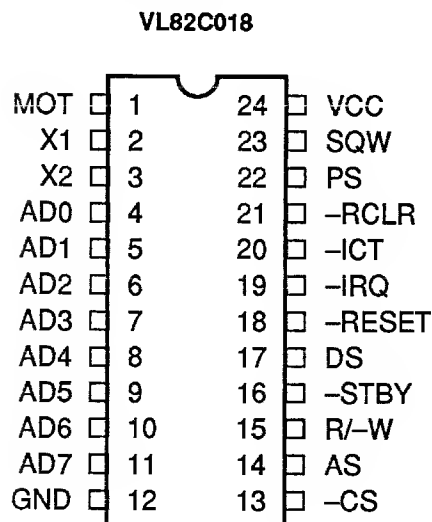 VL82C018
MOT 1 24 VCC
X1 2 23 SQW
X2 3 22 PS
AD0 4 21 –RCLR
AD1 5 20 –ICT
AD2 6 19 –IRQ
AD3 7 18 –RESET
AD4 8 17 DS
AD5 9 16 –STBY
AD6 10 15 R/–W
AD7 11 14 AS
GND 12 13 –CS